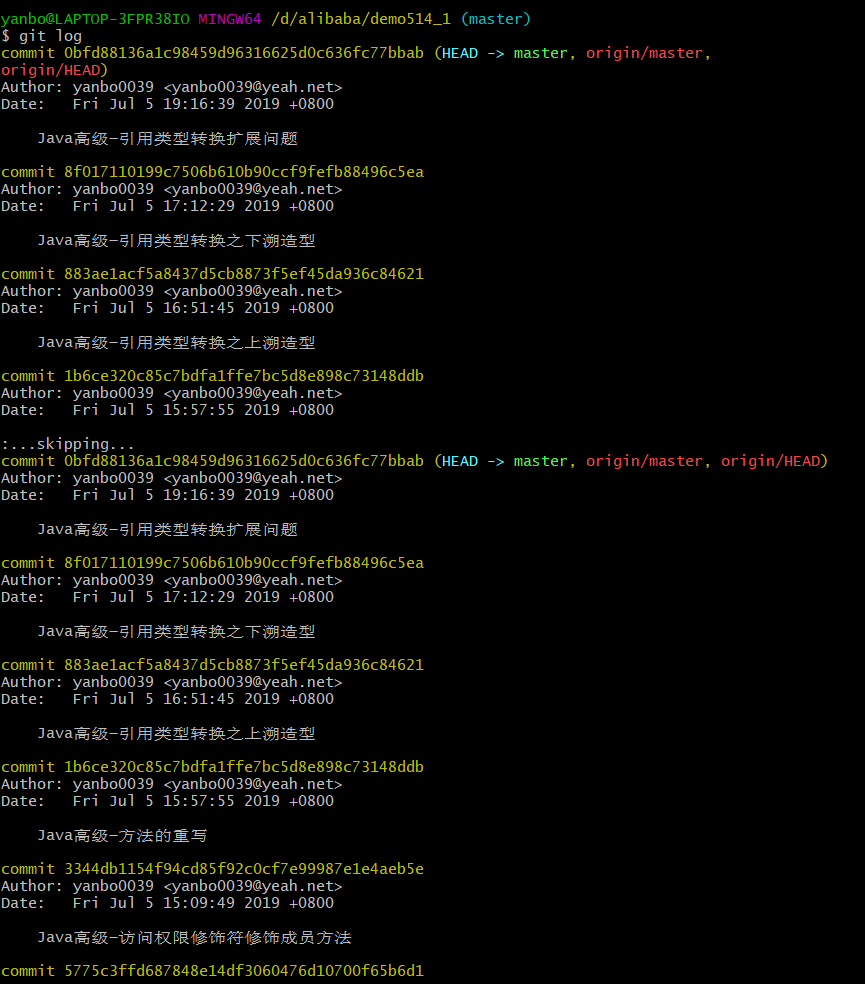 yanbo@LAPTOP-3FPR38IO MINGW64 /d/alibaba/demo514_1 (master)
$ git log
commit 0bfd88136a1c98459d96316625d0c636fc77bbab (HEAD -> master, origin/master,
origin/HEAD)
Author: yanbo0039 <yanbo0039@yeah.net>
Date:   Fri Jul 5 19:16:39 2019 +0800
Java高级-引用类型转换扩展问题
commit 8f017110199c7506b610b90ccf9fefb88496c5ea
Author: yanbo0039 <yanbo0039@yeah.net>
Date:   Fri Jul 5 17:12:29 2019 +0800
Java高级-引用类型转换之下溯造型
commit 883ae1acf5a8437d5cb8873f5ef45da936c84621
Author: yanbo0039 <yanbo0039@yeah.net>
Date:   Fri Jul 5 16:51:45 2019 +0800
Java高级-引用类型转换之上溯造型
commit 1b6ce320c85c7bdfa1ffe7bc5d8e898c73148ddb
Author: yanbo0039 <yanbo0039@yeah.net>
Date:   Fri Jul 5 15:57:55 2019 +0800
:...skipping...
commit 0bfd88136a1c98459d96316625d0c636fc77bbab (HEAD -> master, origin/master, origin/HEAD)
Author: yanbo0039 <yanbo0039@yeah.net>
Date:   Fri Jul 5 19:16:39 2019 +0800
Java高级-引用类型转换扩展问题
commit 8f017110199c7506b610b90ccf9fefb88496c5ea
Author: yanbo0039 <yanbo0039@yeah.net>
Date:   Fri Jul 5 17:12:29 2019 +0800
Java高级-引用类型转换之下溯造型
commit 883ae1acf5a8437d5cb8873f5ef45da936c84621
Author: yanbo0039 <yanbo0039@yeah.net>
Date:   Fri Jul 5 16:51:45 2019 +0800
Java高级-引用类型转换之上溯造型
commit 1b6ce320c85c7bdfa1ffe7bc5d8e898c73148ddb
Author: yanbo0039 <yanbo0039@yeah.net>
Date:   Fri Jul 5 15:57:55 2019 +0800
Java高级-方法的重写
commit 3344db1154f94cd85f92c0cf7e99987e1e4aeb5e
Author: yanbo0039 <yanbo0039@yeah.net>
Date:   Fri Jul 5 15:09:49 2019 +0800
Java高级-访问权限修饰符修饰成员方法
commit 5775c3ffd687848e14df3060476d10700f65b6d1